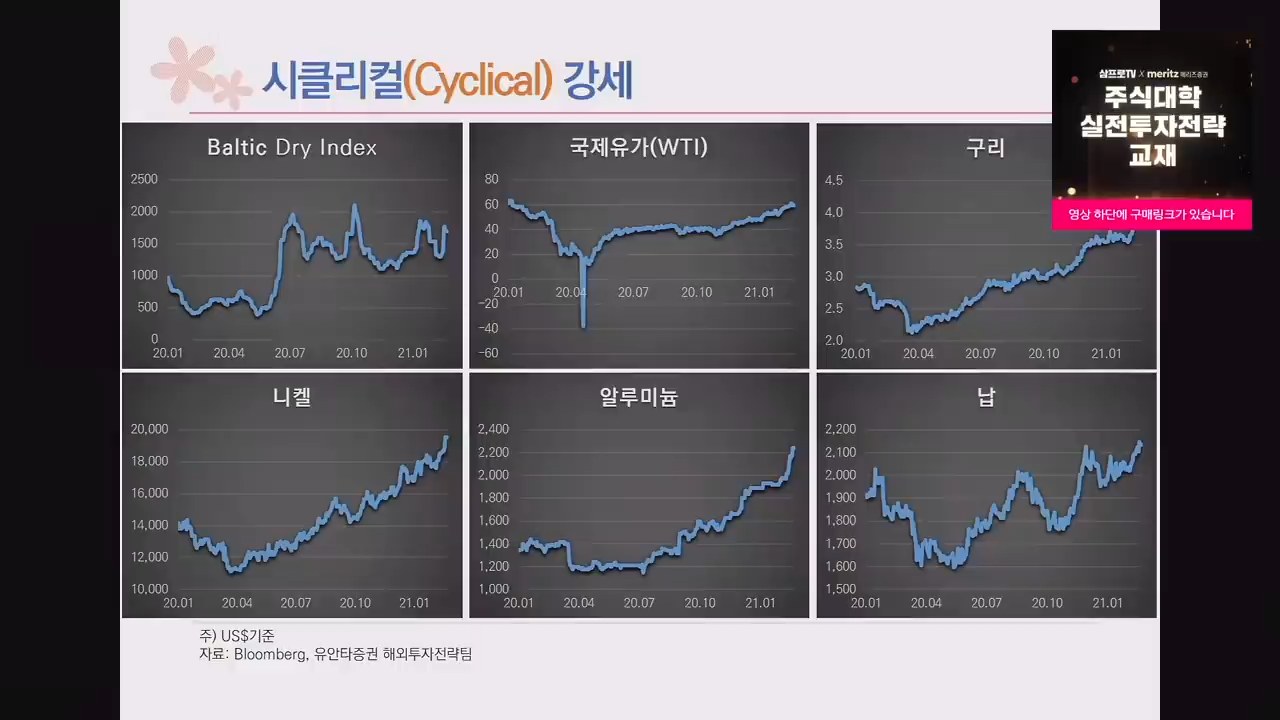 시클리컬(Cyclical) 강세
삼프로TV X meritz 메리츠증권
주식대학
실전투자전략
교재
영상 하단에 구매링크가 있습니다
Baltic Dry Index
2500
2000
1500
1000
500
0
20.01 20.04 20.07 20.10 21.01
국제유가(WTI)
80
60
40
20
0
20.01 20.04 20.07 20.10 21.01
-20
-40
-60
구리
4.5
4.0
3.5
3.0
2.5
2.0
20.01 20.04 20.07 20.10 21.01
니켈
20,000
18,000
16,000
14,000
12,000
10,000
20.01 20.04 20.07 20.10 21.01
알루미늄
2,400
2,200
2,000
1,800
1,600
1,400
1,200
1,000
20.01 20.04 20.07 20.10 21.01
납
2,200
2,100
2,000
1,900
1,800
1,700
1,600
1,500
20.01 20.04 20.07 20.10 21.01
주) US$기준
자료: Bloomberg, 유안타증권 해외투자전략팀